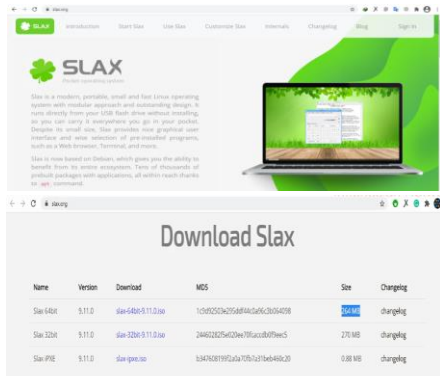 slax.org
SLAX Introduction Start Slax Use Slax Customize Slax Internals Changelog Blog Sign in
SLAX
Pocket operating system
Slax is a modern, portable, small and fast Linux operating
system with modular approach and outstanding design. It
runs directly from your USB flash drive without installing,
so you can carry it everywhere you go in your pocket.
Despite its small size, Slax provides nice graphical user
interface and wise selection of pre-installed programs,
such as a Web browser, Terminal, and more.
Slax is now based on Debian, which gives you the ability to
benefit from its entire ecosystem. Tens of thousands of
prebuilt packages with applications, all within reach thanks
to apt command.
slax.org
Download Slax
Name Version Download MD5 Size Changelog
Slax 64bit 9.11.0 slax-64bit-9.11.0.iso 264 MB changelog
Slax 32bit 9.11.0 slax-32bit-9.11.0.iso 270 MB changelog
Slax iPXE 9.11.0 slax-ipxe.iso 0.88 MB changelog